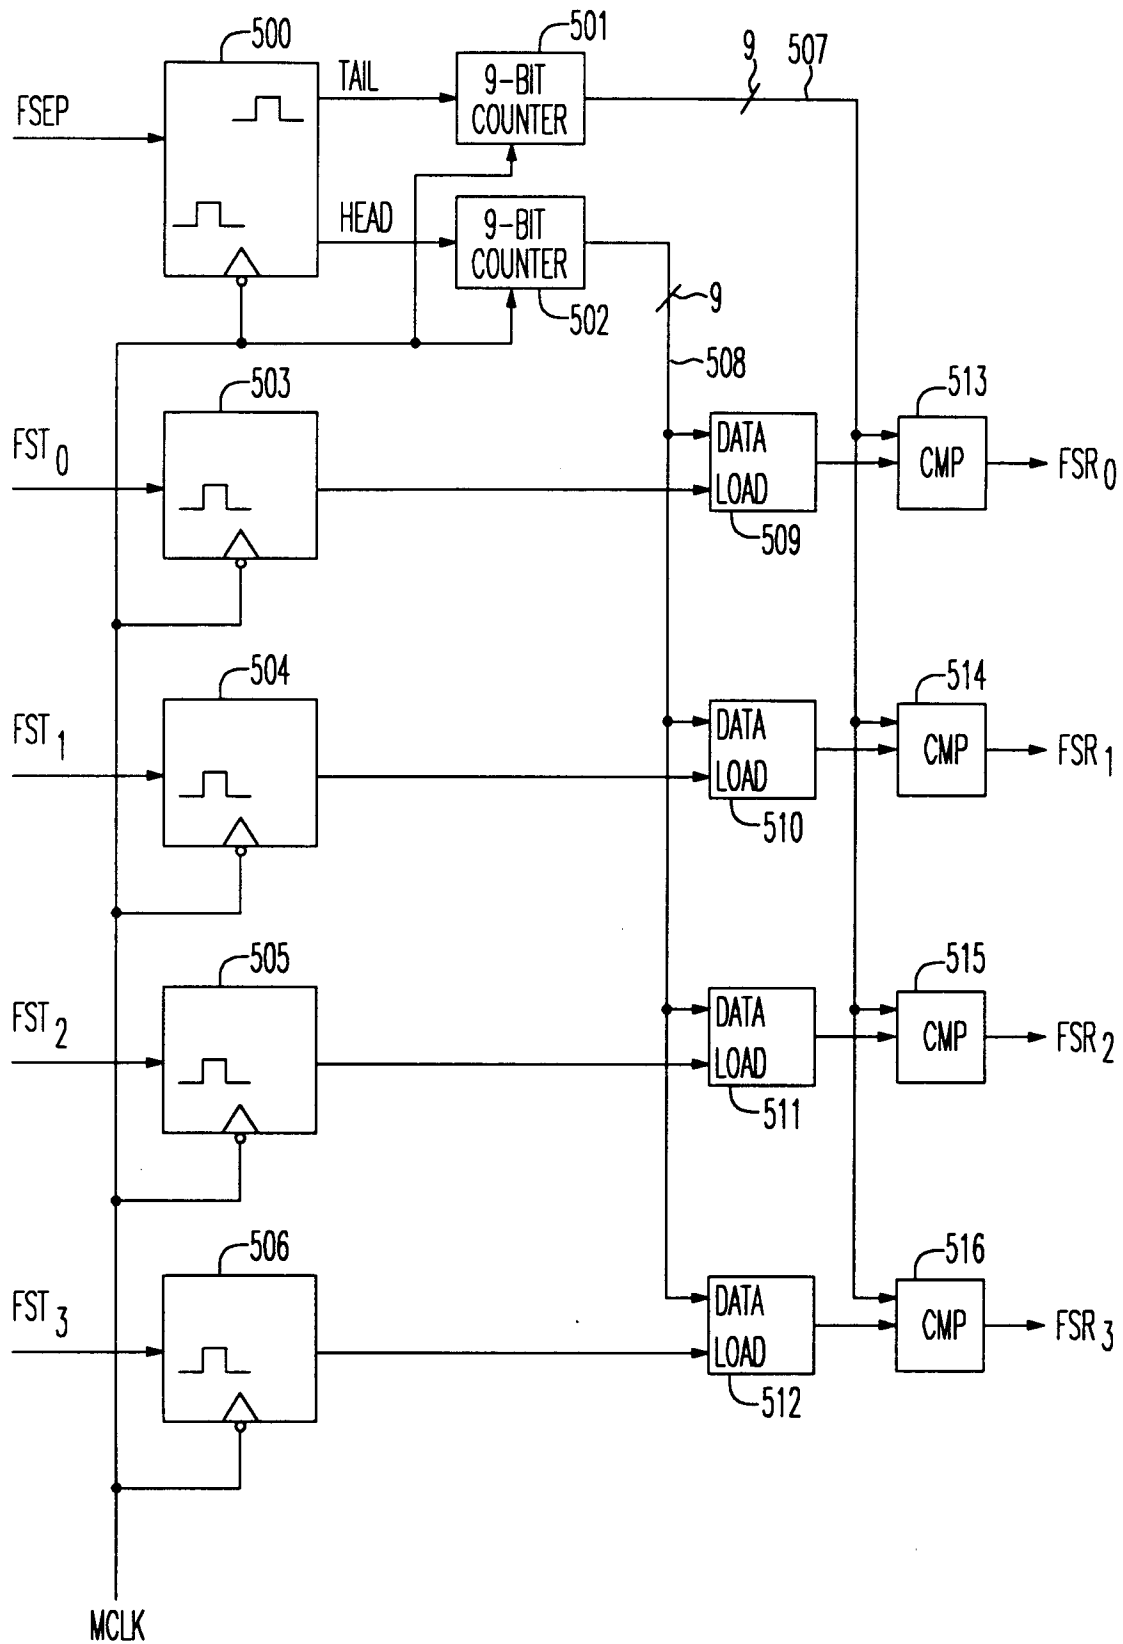 500
501
9
507
FSEP
TAIL
9-BIT
COUNTER
HEAD
9-BIT
COUNTER
502
9
508
503
513
FST0
DATA
LOAD
CMP
FSR0
509
504
514
FST1
DATA
LOAD
CMP
FSR1
510
505
515
FST2
DATA
LOAD
CMP
FSR2
511
506
516
FST3
DATA
LOAD
CMP
FSR3
512
MCLK